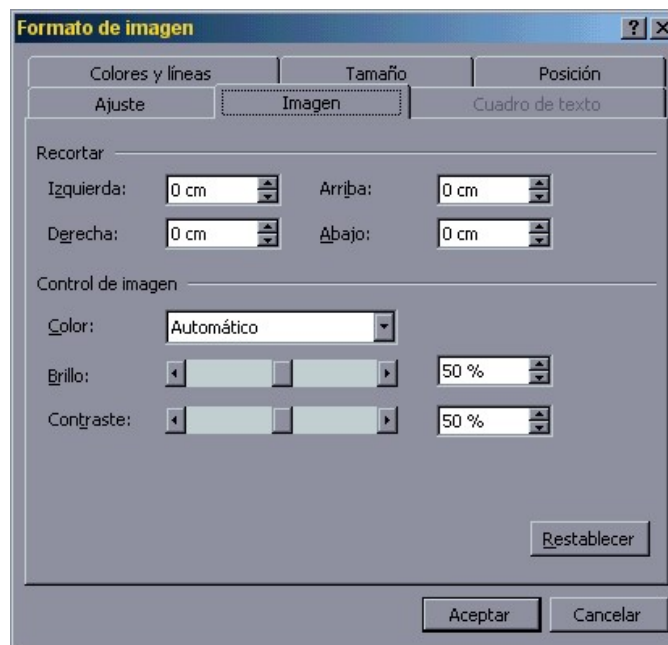 Formato de imagen
Colores y líneas Tamaño Posición
Ajuste Imagen Cuadro de texto
Recortar
Izquierda: 0 cm Arriba: 0 cm
Derecha: 0 cm Abajo: 0 cm
Control de imagen
Color: Automático
Brillo: 50 %
Contraste: 50 %
Restablecer
Aceptar Cancelar